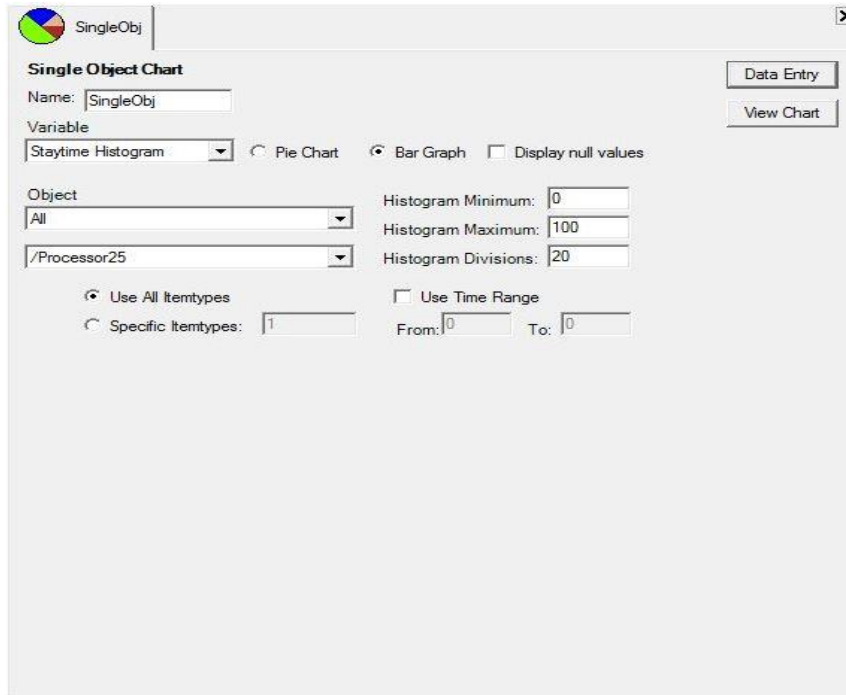 SingleObj
Single Object Chart
Data Entry
Name: SingleObj
View Chart
Variable
Staytime Histogram Pie Chart Bar Graph Display null values
Object
Histogram Minimum: 0
All
Histogram Maximum: 100
/Processor25
Histogram Divisions: 20
Use All Itemtypes Use Time Range
Specific Itemtypes: 1 From: 0 To: 0